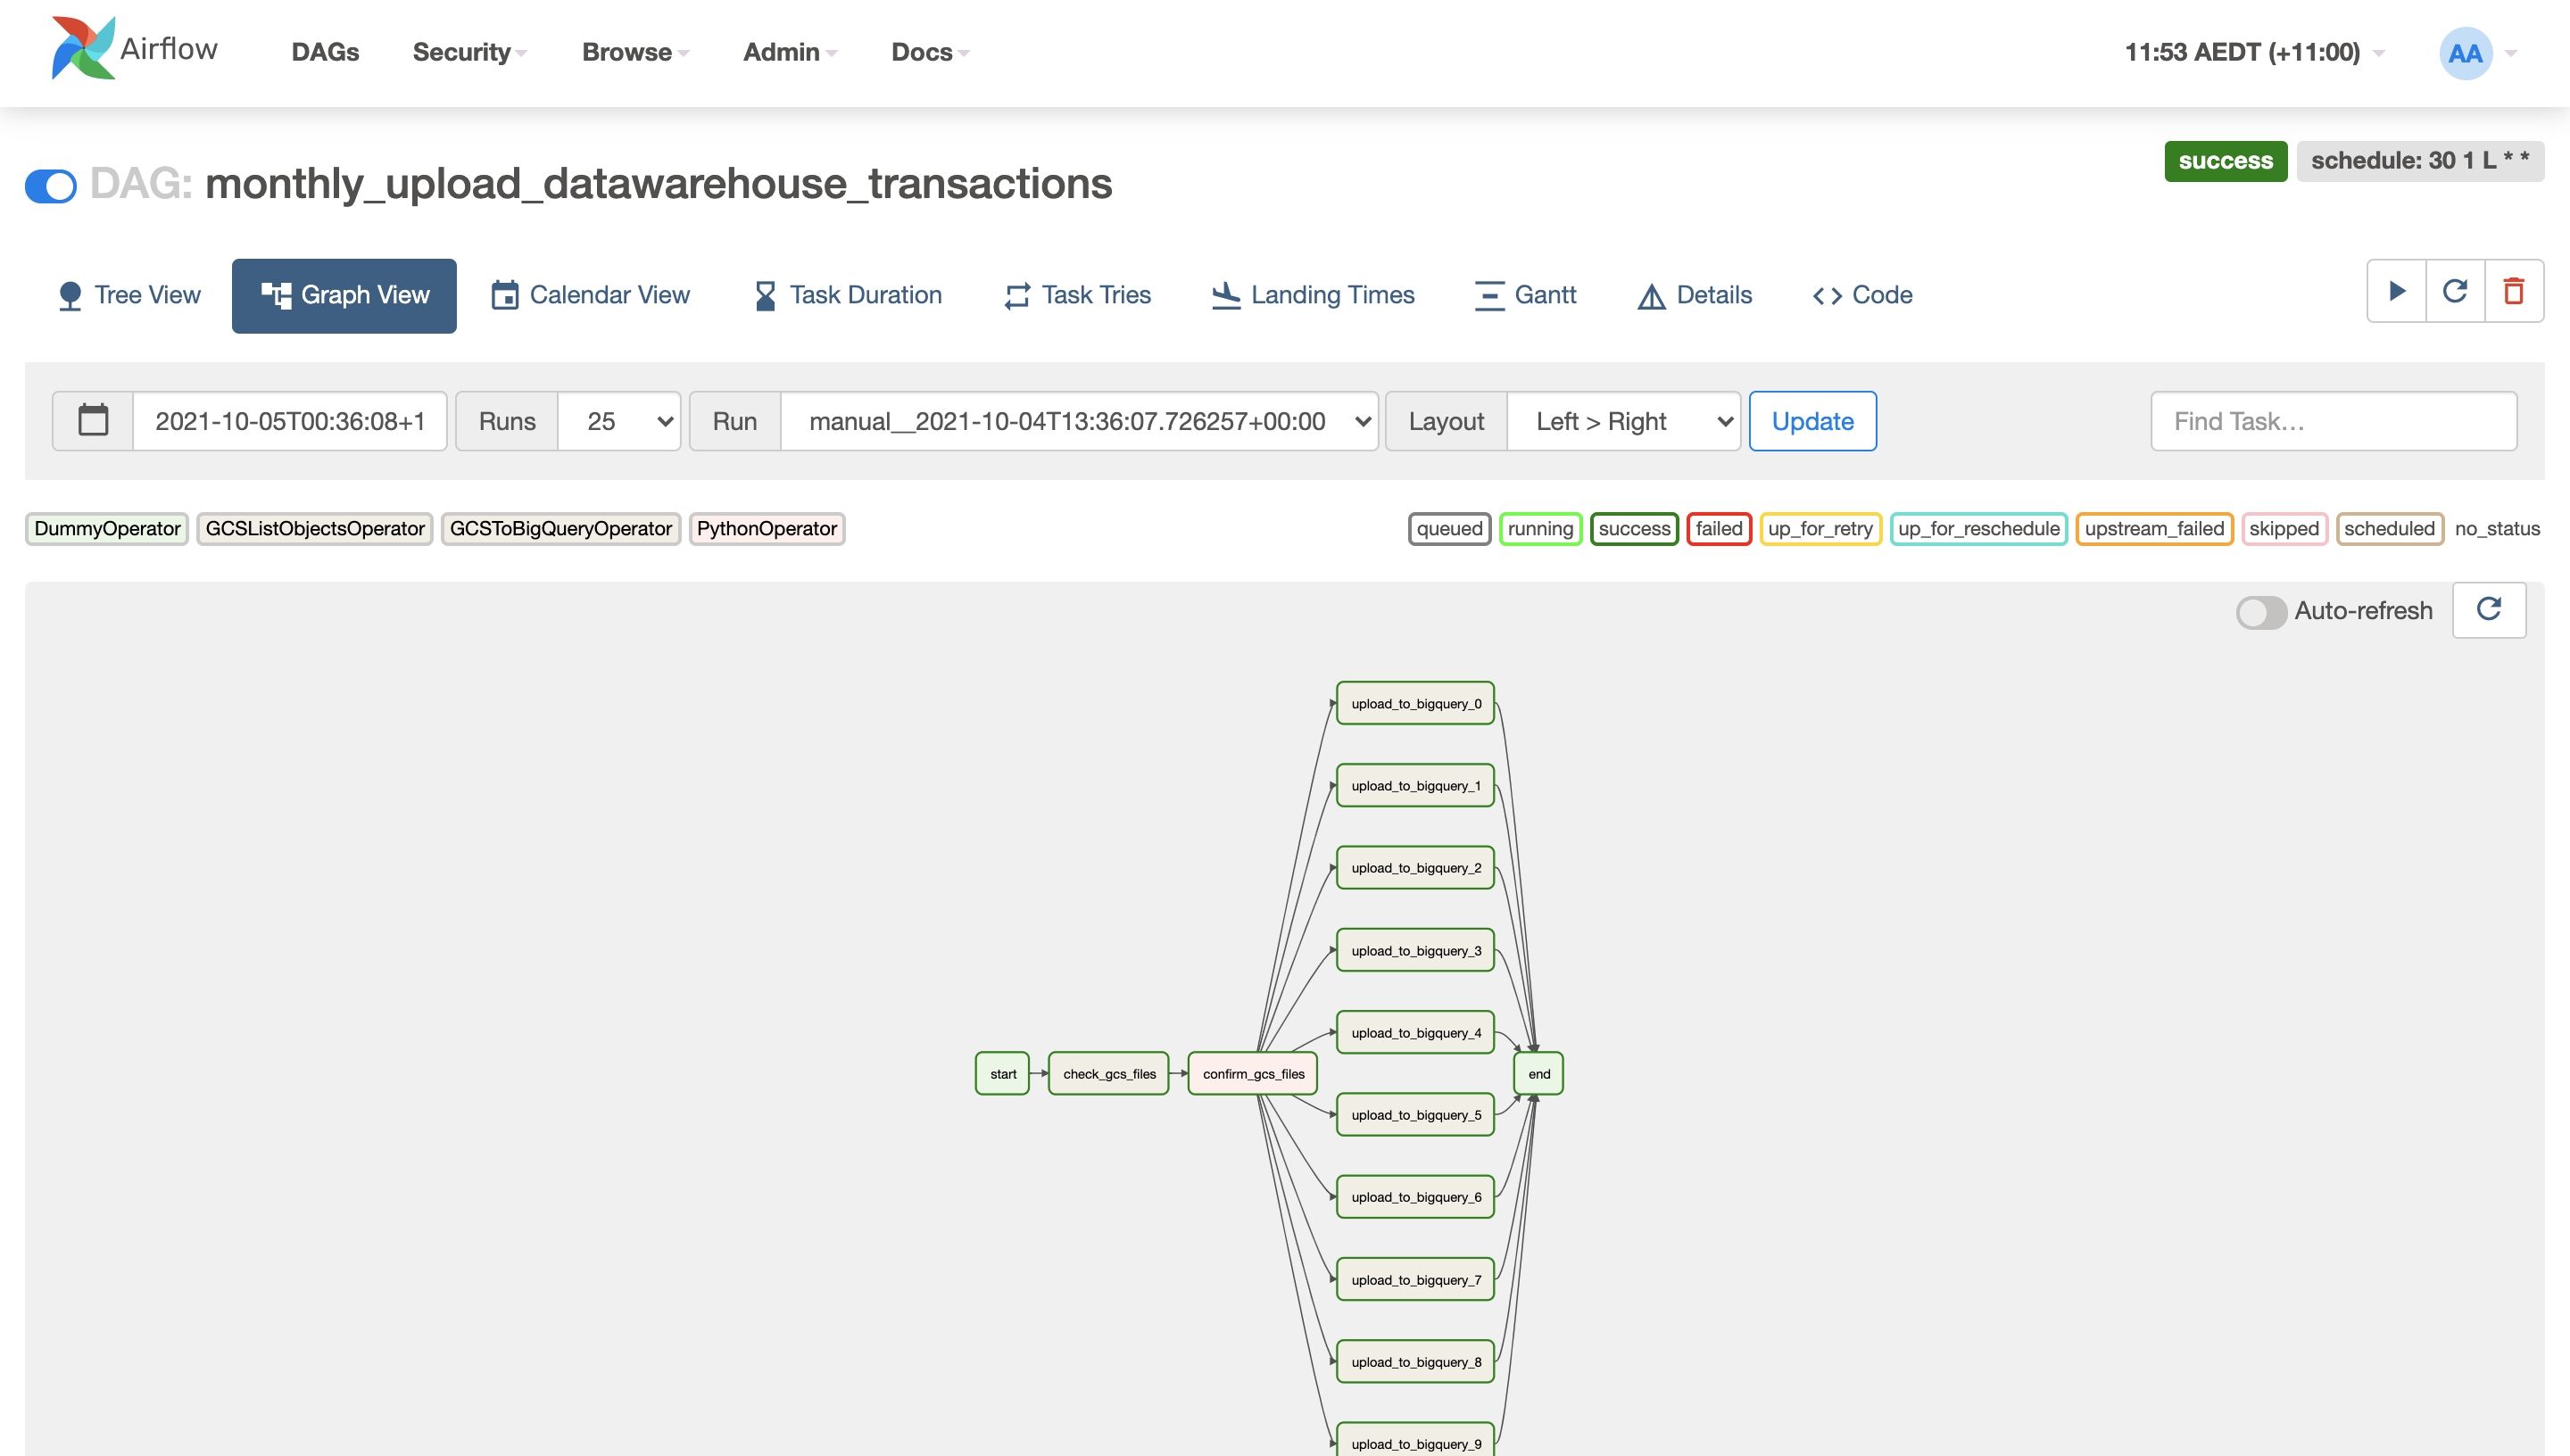 Airflow DAGs Security Browse Admin Docs 11:53 AEDT (+11:00) AA
DAG: monthly_upload_datawarehouse_transactions success schedule: 30 1 L * *
Tree View Graph View Calendar View Task Duration Task Tries Landing Times Gantt Details Code
2021-10-05T00:36:08+1 Runs 25 Run manual__2021-10-04T13:36:07.726257+00:00 Layout Left > Right Update Find Task…
DummyOperator GCSListObjectsOperator GCSToBigQueryOperator PythonOperator queued running success failed up_for_retry up_for_reschedule upstream_failed skipped scheduled no_status
Auto-refresh
upload_to_bigquery_0
upload_to_bigquery_1
upload_to_bigquery_2
upload_to_bigquery_3
upload_to_bigquery_4
start check_gcs_files confirm_gcs_files end
upload_to_bigquery_5
upload_to_bigquery_6
upload_to_bigquery_7
upload_to_bigquery_8
upload_to_bigquery_9